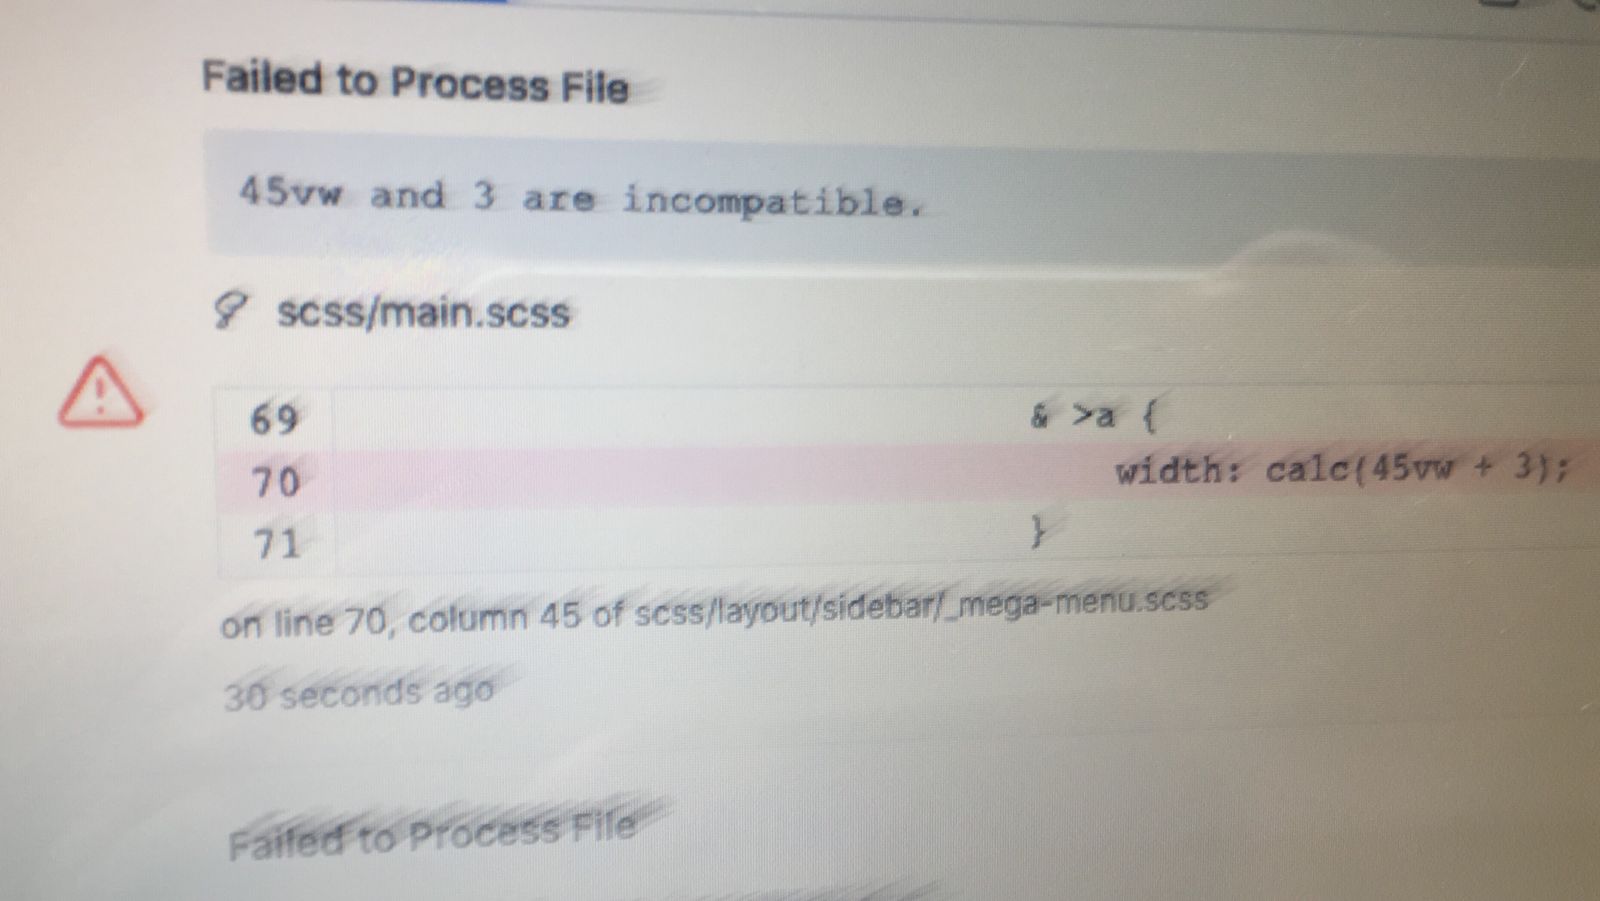 Failed to Process File
45vw and 3 are incompatible.
scss/main.scss
69 & >a {
70 width: calc(45vw + 3);
71 }
on line 70, column 45 of scss/layout/sidebar/_mega-menu.scss
30 seconds ago
Failed to Process File